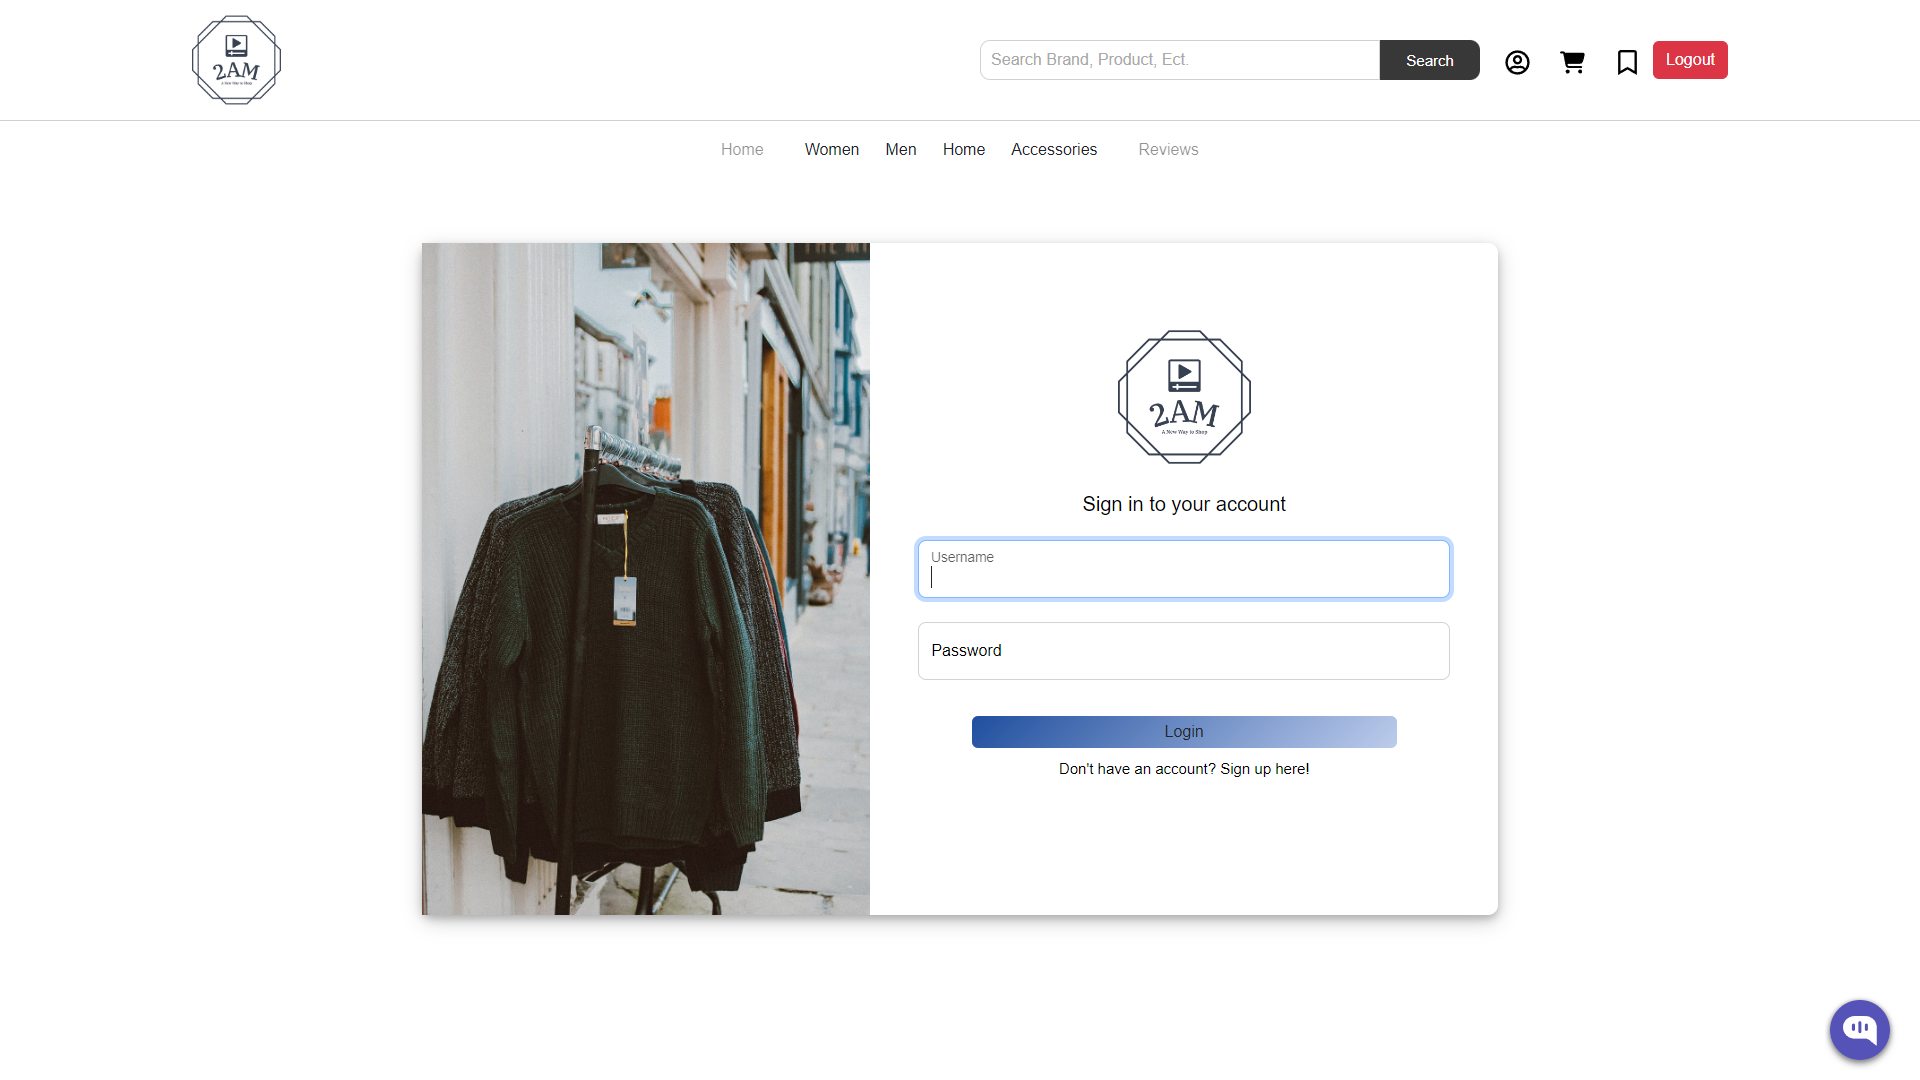 2AM
A New Way to Shop
Search Brand, Product, Ect.
Search
Logout
Home
Women
Men
Home
Accessories
Reviews
2AM
A New Way to Shop
Sign in to your account
Username
Password
Login
Don't have an account? Sign up here!